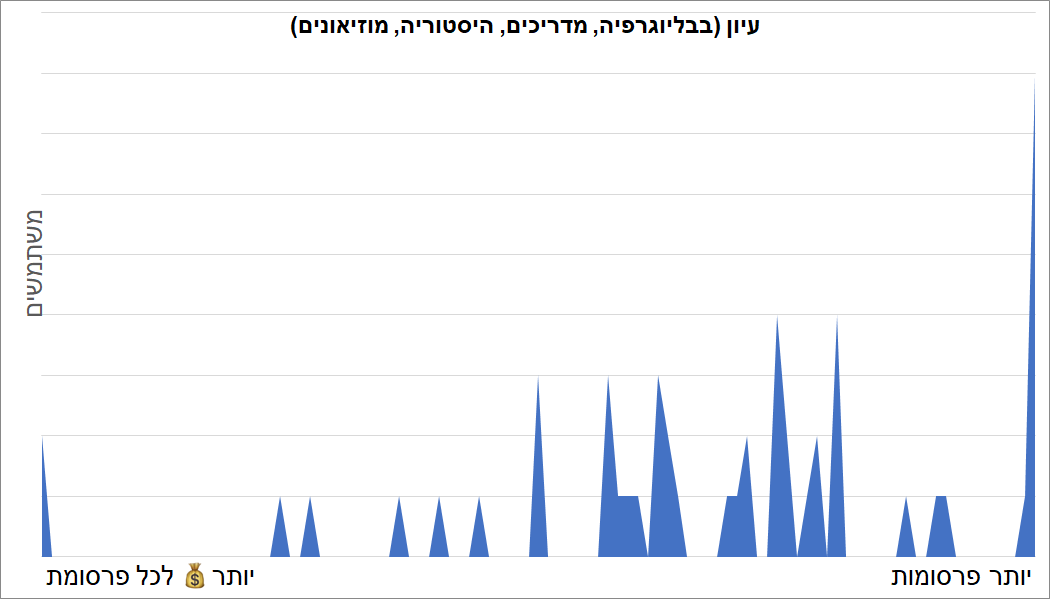 עיון (בבליוגרפיה, מדריכים, היסטוריה, מוזיאונים)
משתמשים
יותר פרסומות
יותר 💰 לכל פרסומת